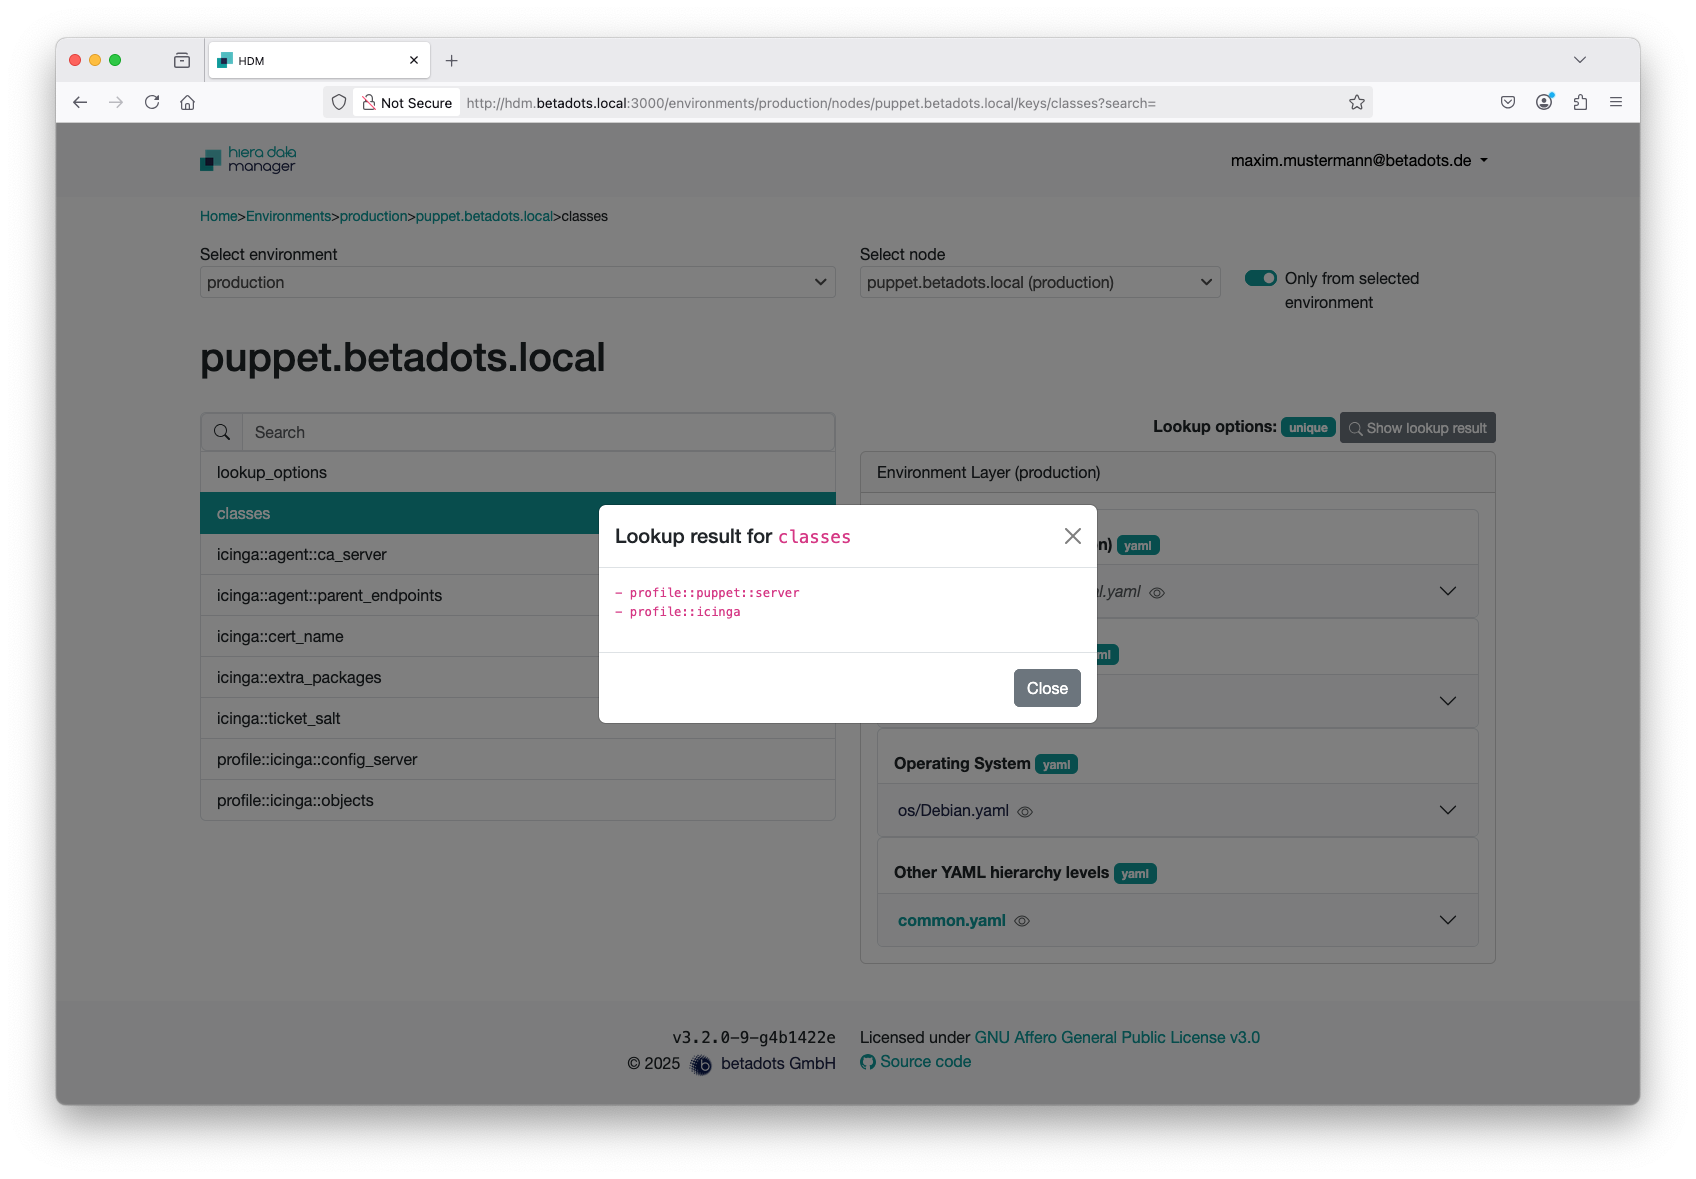 HDM
Not Secure
http://hdm.betadots.local:3000/environments/production/nodes/puppet.betadots.local/keys/classes?search=
hiera data
manager
maxim.mustermann@betadots.de
Home>Environments>production>puppet.betadots.local>classes
Select environment
production
Select node
puppet.betadots.local (production)
Only from selected
environment
puppet.betadots.local
Search
lookup_options
classes
icinga::agent::ca_server
icinga::agent::parent_endpoints
icinga::cert_name
icinga::extra_packages
icinga::ticket_salt
profile::icinga::config_server
profile::icinga::objects
Lookup options: unique Show lookup result
Environment Layer (production)
n) yaml
l.yaml
ml
Lookup result for classes
- profile::puppet::server
- profile::icinga
Close
Operating System yaml
os/Debian.yaml
Other YAML hierarchy levels yaml
common.yaml
v3.2.0-9-g4b1422e
© 2025 betadots GmbH
Licensed under GNU Affero General Public License v3.0
Source code